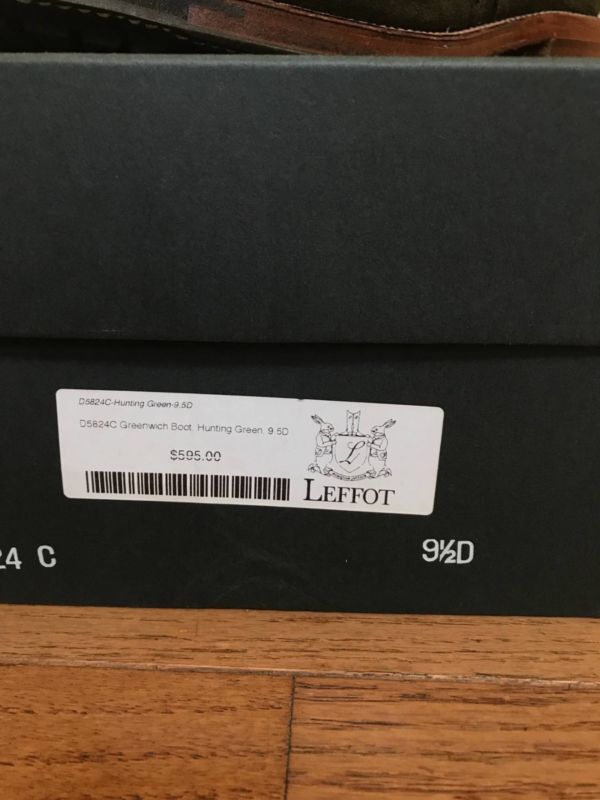 D5824C-Hunting Green-9.5D
D5824C Greenwich Boot, Hunting Green, 9.5D
$595.00
L
LEFFOT
24 C
9½D